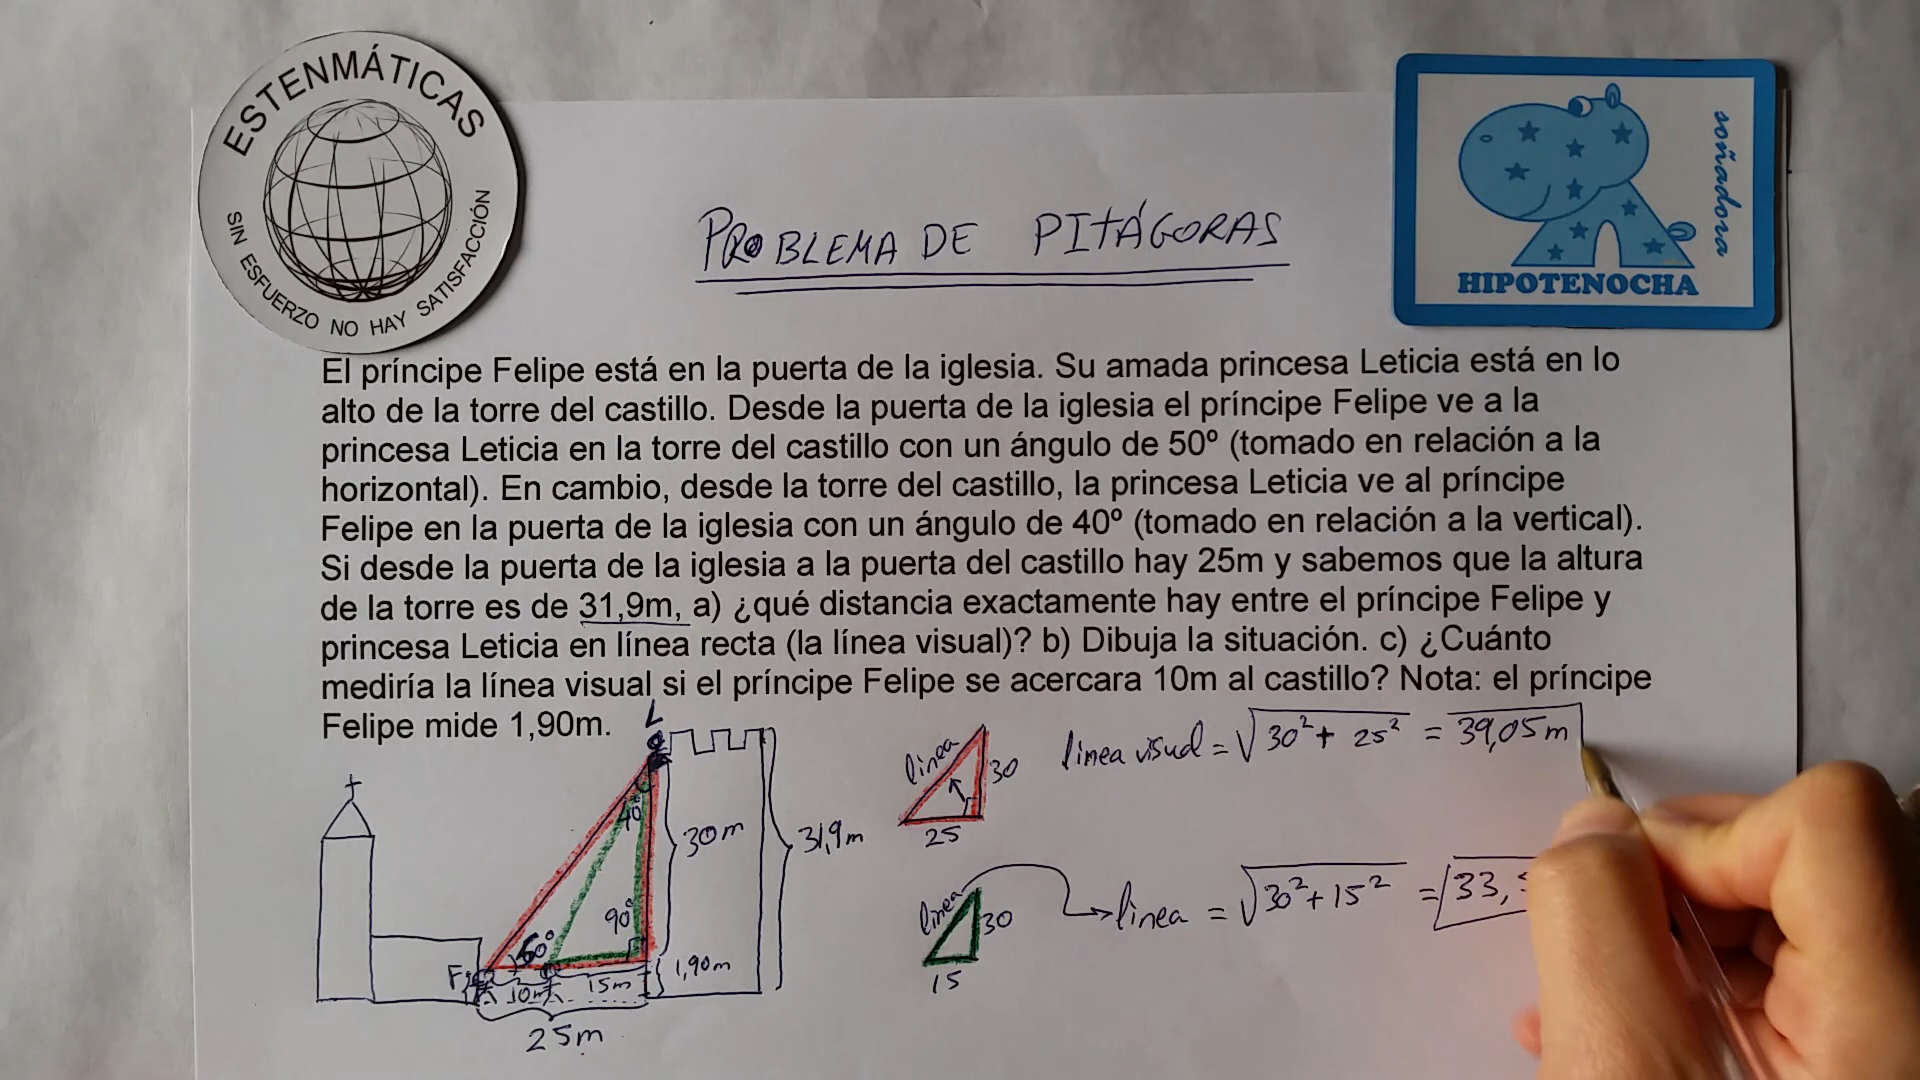 ESTENMÁTICAS
SIN ESFUERZO NO HAY SATISFACCIÓN
soñadora
HIPOTENOCHA
PROBLEMA DE PITÁGORAS
El príncipe Felipe está en la puerta de la iglesia. Su amada princesa Leticia está en lo
alto de la torre del castillo. Desde la puerta de la iglesia el príncipe Felipe ve a la
princesa Leticia en la torre del castillo con un ángulo de 50º (tomado en relación a la
horizontal). En cambio, desde la torre del castillo, la princesa Leticia ve al príncipe
Felipe en la puerta de la iglesia con un ángulo de 40º (tomado en relación a la vertical).
Si desde la puerta de la iglesia a la puerta del castillo hay 25m y sabemos que la altura
de la torre es de 31,9m, a) ¿qué distancia exactamente hay entre el príncipe Felipe y
princesa Leticia en línea recta (la línea visual)? b) Dibuja la situación. c) ¿Cuánto
mediría la línea visual si el príncipe Felipe se acercara 10m al castillo? Nota: el príncipe
Felipe mide 1,90m.
L
40º
30m
31,9m
90º
50º
F
10m
15m
1,90m
25m
linea
30
25
linea visual = √30²+ 25² = 39,05m
linea
30
15
linea = √30²+15² = 33,